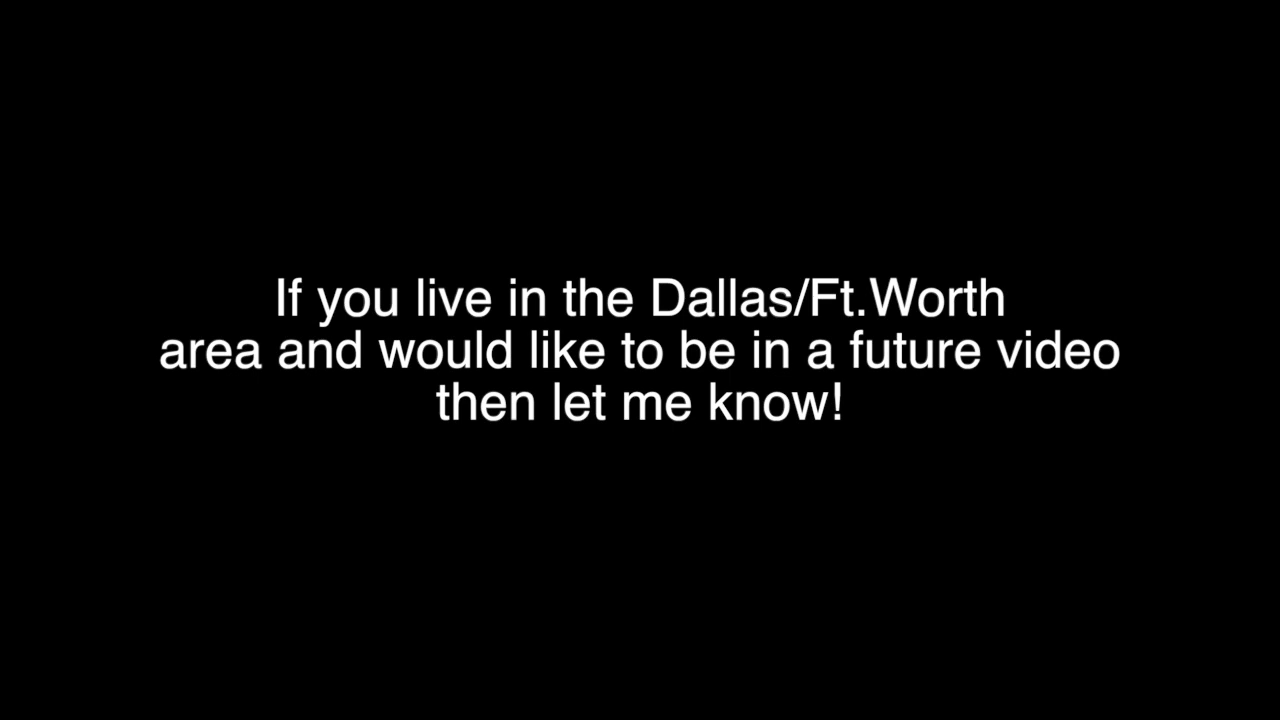 If you live in the Dallas/Ft.Worth
area and would like to be in a future video
then let me know!